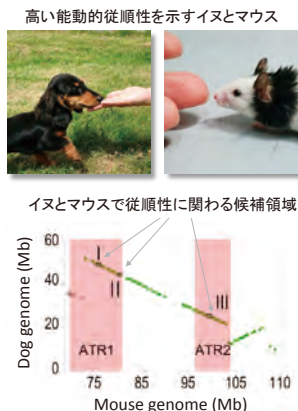 高い能動的従順性を示すイヌとマウス
イヌとマウスで従順性に関わる候補領域
Dog genome (Mb)
60
40
20
0
I
II
III
ATR1
ATR2
75 85 95 105 110
Mouse genome (Mb)